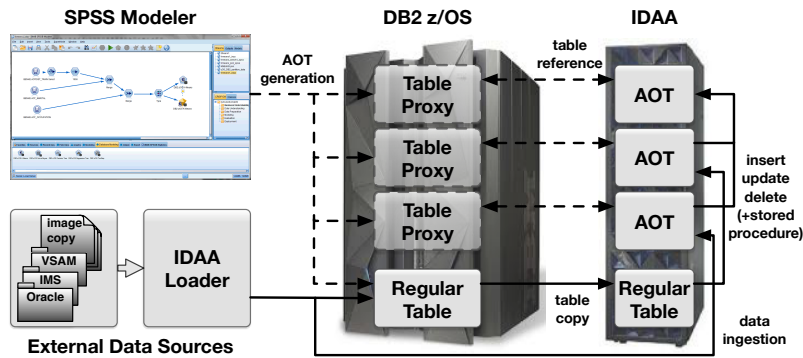 SPSS Modeler
DB2 z/OS
IDAA
AOT
generation
table
reference
Table
Proxy
AOT
Table
Proxy
AOT
insert
update
delete
(+stored
procedure)
Table
Proxy
AOT
image
copy
VSAM
IMS
Oracle
IDAA
Loader
Regular
Table
table
copy
Regular
Table
data
ingestion
External Data Sources